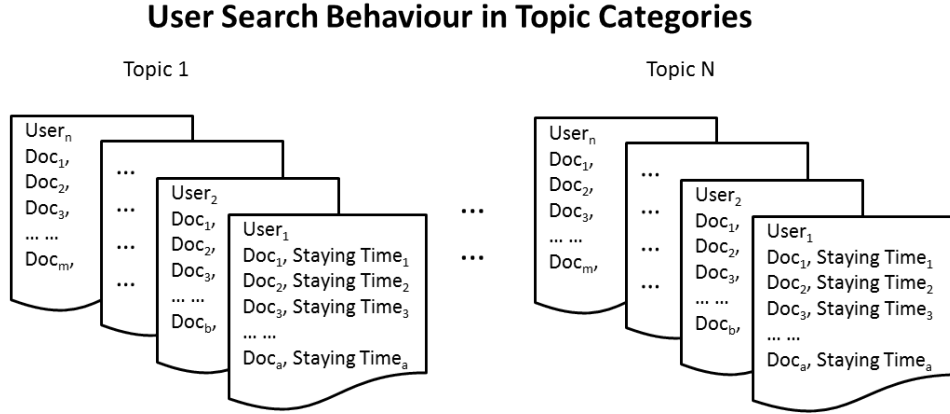 User Search Behaviour in Topic Categories
Topic 1
Userₙ
Doc₁,
Doc₂,
Doc₃,
... ...
Docₘ,
...
...
...
...
User₂
Doc₁,
Doc₂,
Doc₃,
... ...
Doc_b,
User₁
Doc₁, Staying Time₁
Doc₂, Staying Time₂
Doc₃, Staying Time₃
... ...
Docₐ, Staying Timeₐ
...
...
Topic N
Userₙ
Doc₁,
Doc₂,
Doc₃,
... ...
Docₘ,
...
...
...
...
User₂
Doc₁,
Doc₂,
Doc₃,
... ...
Doc_b,
User₁
Doc₁, Staying Time₁
Doc₂, Staying Time₂
Doc₃, Staying Time₃
... ...
Docₐ, Staying Timeₐ